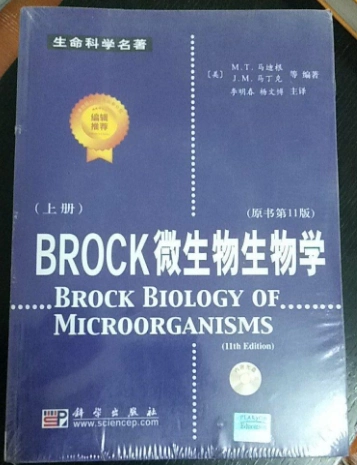 生命科学名著
编辑
推荐
[美] M.T. 马迪根
J.M. 马丁克 等 编著
李明春 杨文博 主译
(上册)
(原书第11版)
BROCK微生物生物学
BROCK BIOLOGY OF
MICROORGANISMS
(11th Edition)
SP 科学出版社
www.sciencep.com